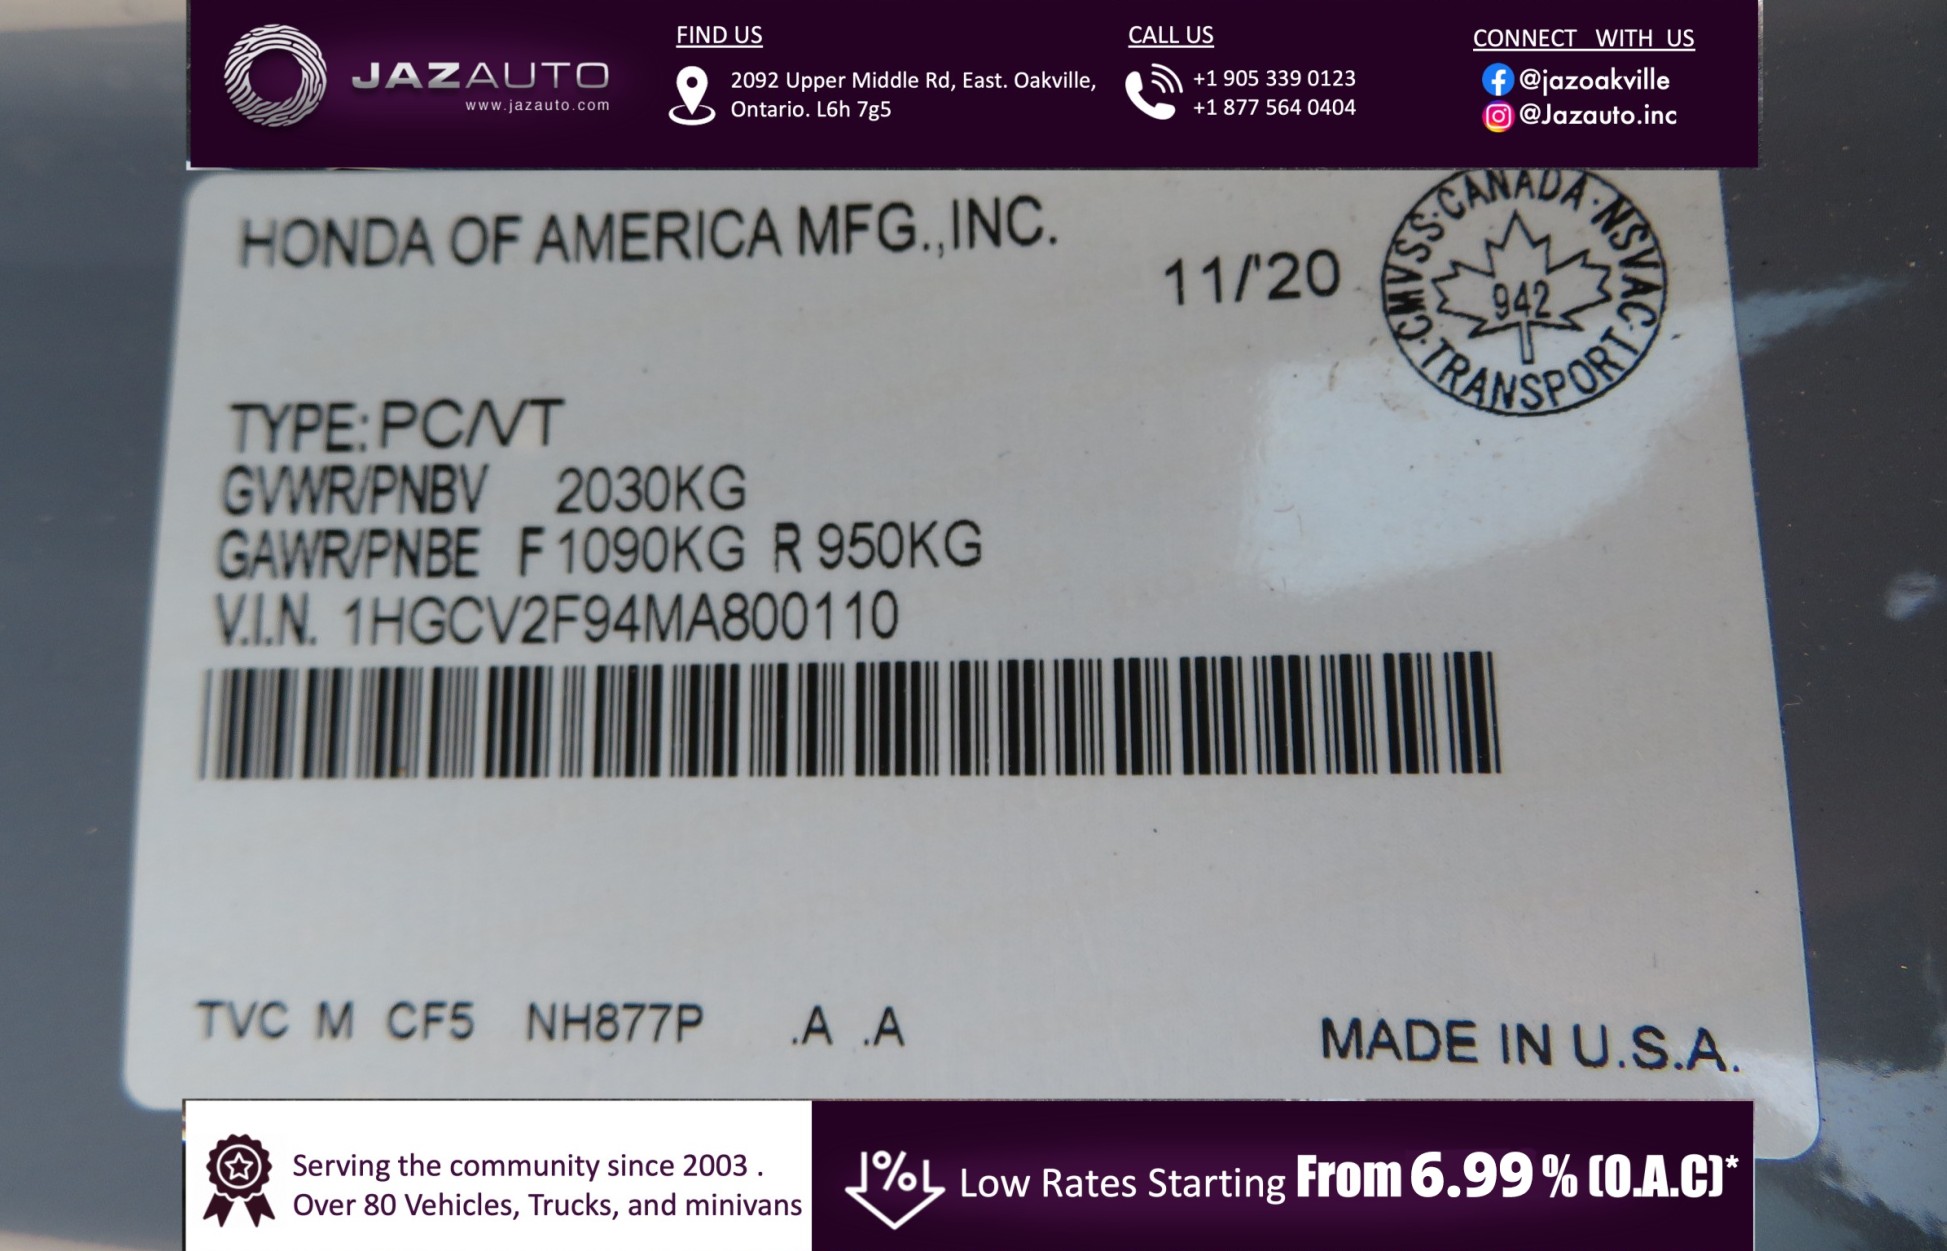 JAZAUTO
www.jazauto.com
FIND US
2092 Upper Middle Rd, East. Oakville,
Ontario. L6h 7g5
CALL US
+1 905 339 0123
+1 877 564 0404
CONNECT WITH US
@jazoakville
@Jazauto.inc
HONDA OF AMERICA MFG.,INC.
11/'20
CMVSS·CANADA·NSVAC·TRANSPORT·
942
TYPE: PC/VT
GVWR/PNBV 2030KG
GAWR/PNBE F 1090KG R 950KG
V.I.N. 1HGCV2F94MA800110
TVC M CF5 NH877P .A .A
MADE IN U.S.A.
Serving the community since 2003 .
Over 80 Vehicles, Trucks, and minivans
% Low Rates Starting From 6.99% (O.A.C)*